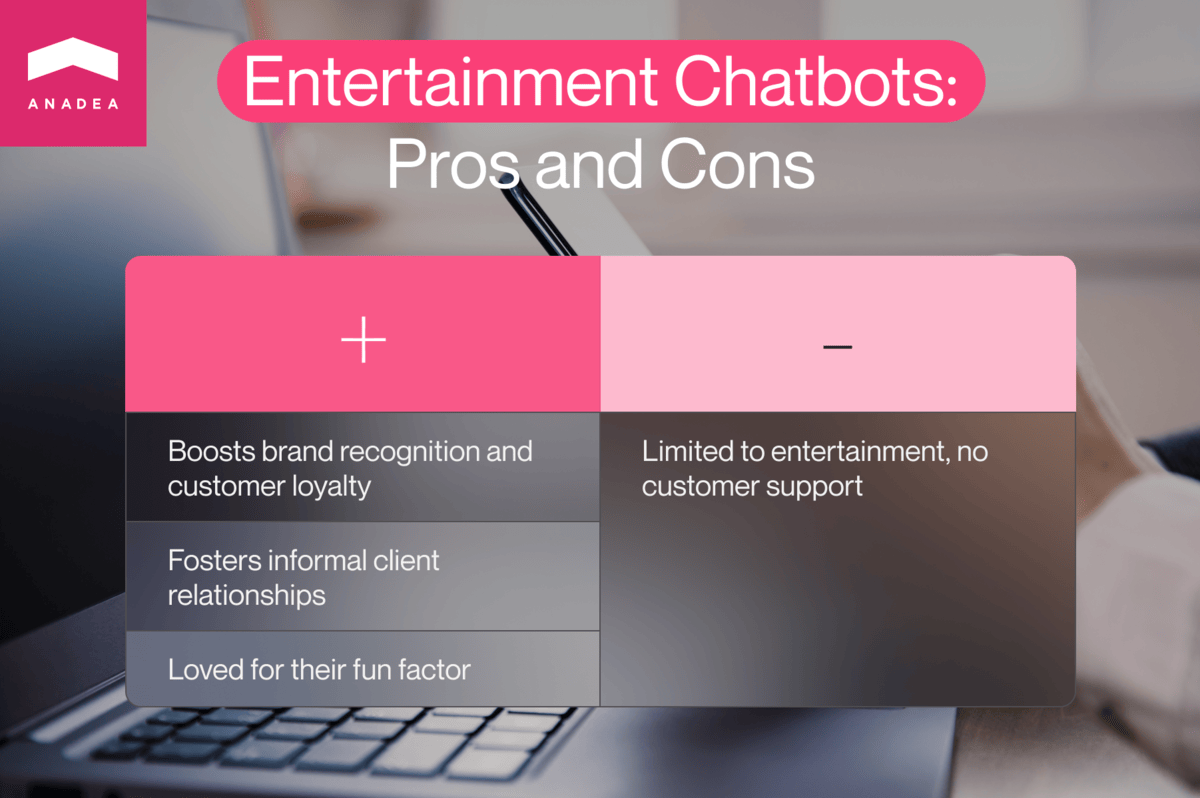 ANADEA
Entertainment Chatbots:
Pros and Cons
+
–
Boosts brand recognition and
customer loyalty
Limited to entertainment, no
customer support
Fosters informal client
relationships
Loved for their fun factor